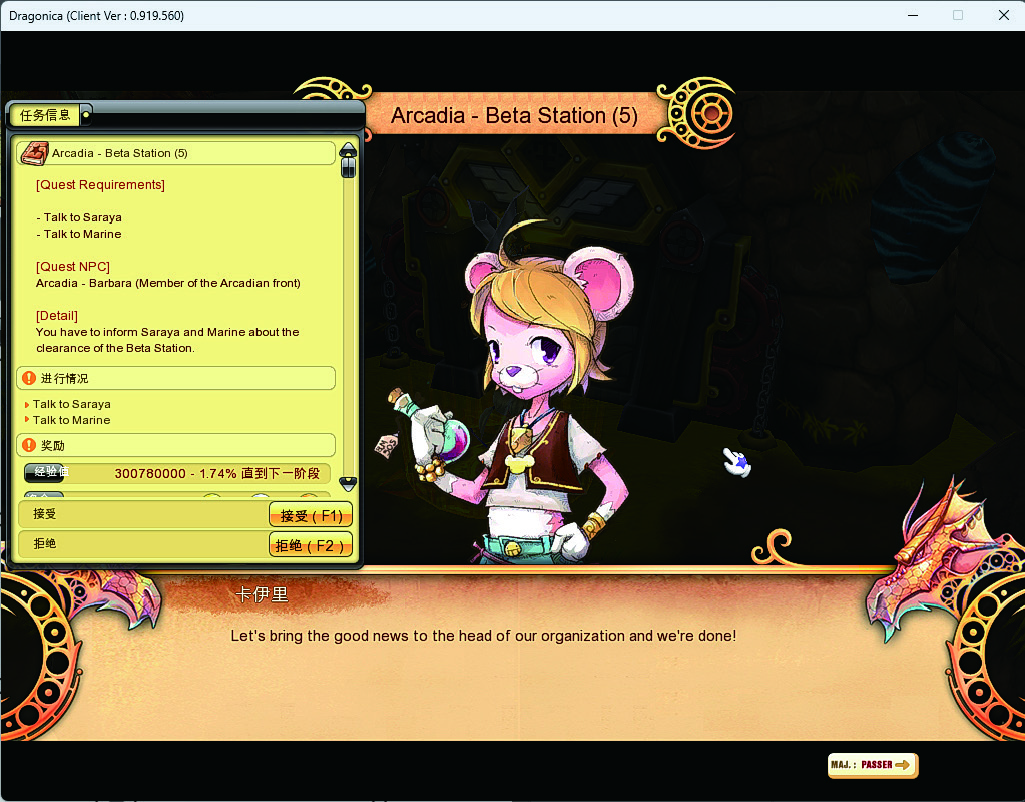 Dragonica (Client Ver : 0.919.560)
Arcadia - Beta Station (5)
任务信息
Arcadia - Beta Station (5)
[Quest Requirements]
- Talk to Saraya
- Talk to Marine
[Quest NPC]
Arcadia - Barbara (Member of the Arcadian front)
[Detail]
You have to inform Saraya and Marine about the
clearance of the Beta Station.
进行情况
Talk to Saraya
Talk to Marine
奖励
经验值 300780000 - 1.74% 直到下一阶段
接受 接受 ( F1)
拒绝 拒绝 ( F2 )
卡伊里
Let's bring the good news to the head of our organization and we're done!
MAJ. : PASSER